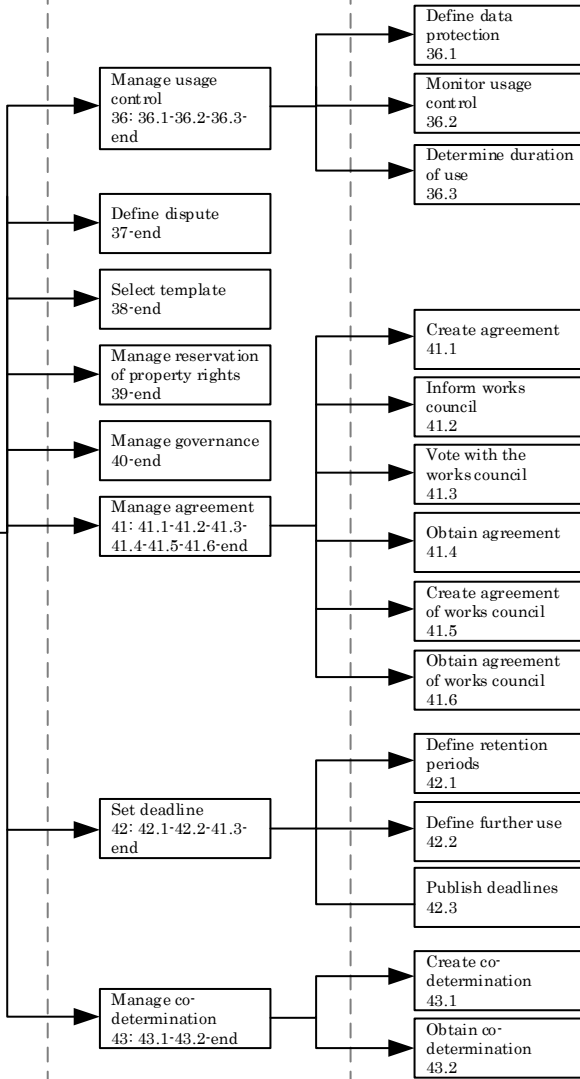 Define data
protection
36.1
Manage usage
control
36: 36.1-36.2-36.3-
end
Monitor usage
control
36.2
Determine duration
of use
36.3
Define dispute
37-end
Select template
38-end
Manage reservation
of property rights
39-end
Manage governance
40-end
Manage agreement
41: 41.1-41.2-41.3-
41.4-41.5-41.6-end
Create agreement
41.1
Inform works
council
41.2
Vote with the
works council
41.3
Obtain agreement
41.4
Create agreement
of works council
41.5
Obtain agreement
of works council
41.6
Set deadline
42: 42.1-42.2-41.3-
end
Define retention
periods
42.1
Define further use
42.2
Publish deadlines
42.3
Manage co-
determination
43: 43.1-43.2-end
Create co-
determination
43.1
Obtain co-
determination
43.2